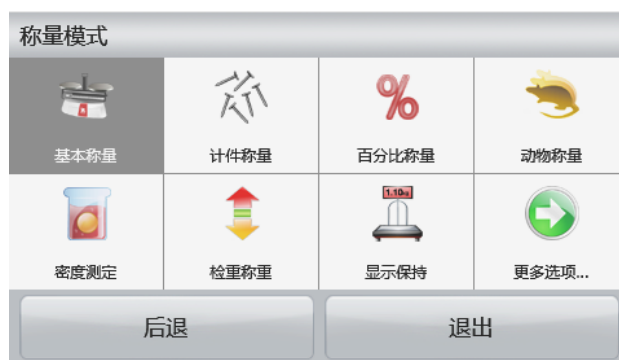 称量模式
基本称量
计件称量
百分比称量
动物称量
1.10kg
密度测定
检重称重
显示保持
更多选项...
后退
退出